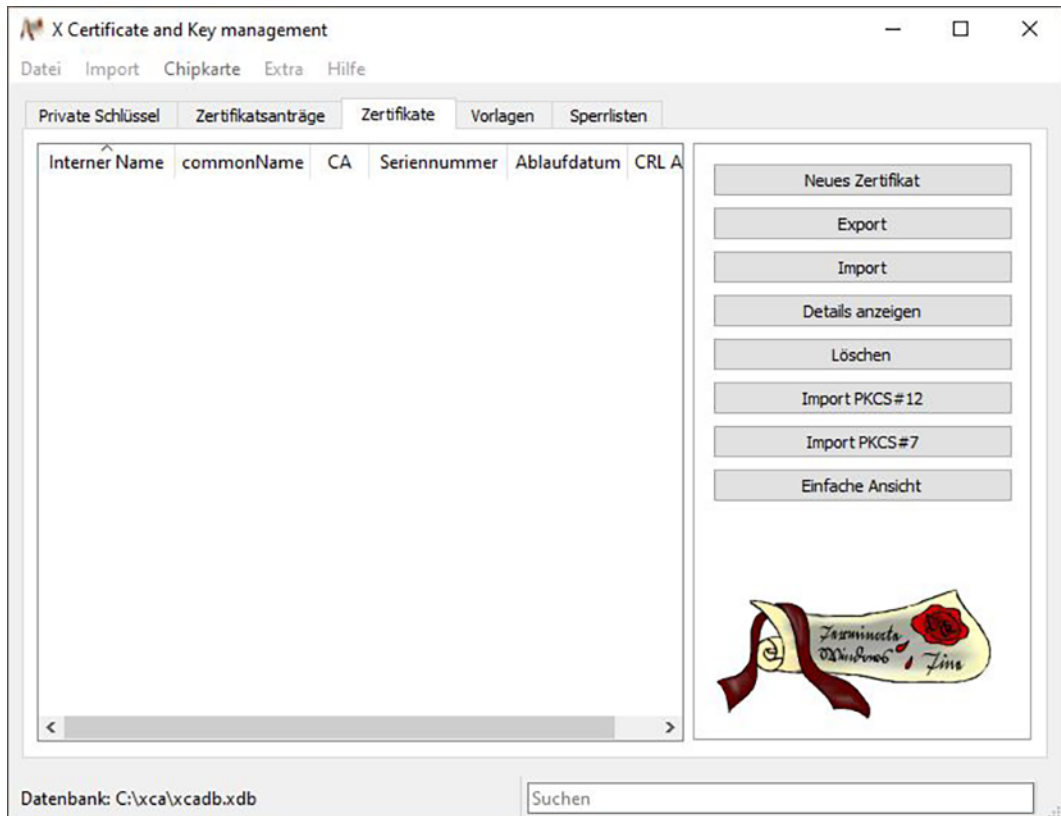 X Certificate and Key management
Datei Import Chipkarte Extra Hilfe
Private Schlüssel Zertifikatsanträge Zertifikate Vorlagen Sperrlisten
Interner Name commonName CA Seriennummer Ablaufdatum CRL A
Neues Zertifikat
Export
Import
Details anzeigen
Löschen
Import PKCS#12
Import PKCS#7
Einfache Ansicht
Datenbank: C:\xca\xcadb.xdb
Suchen